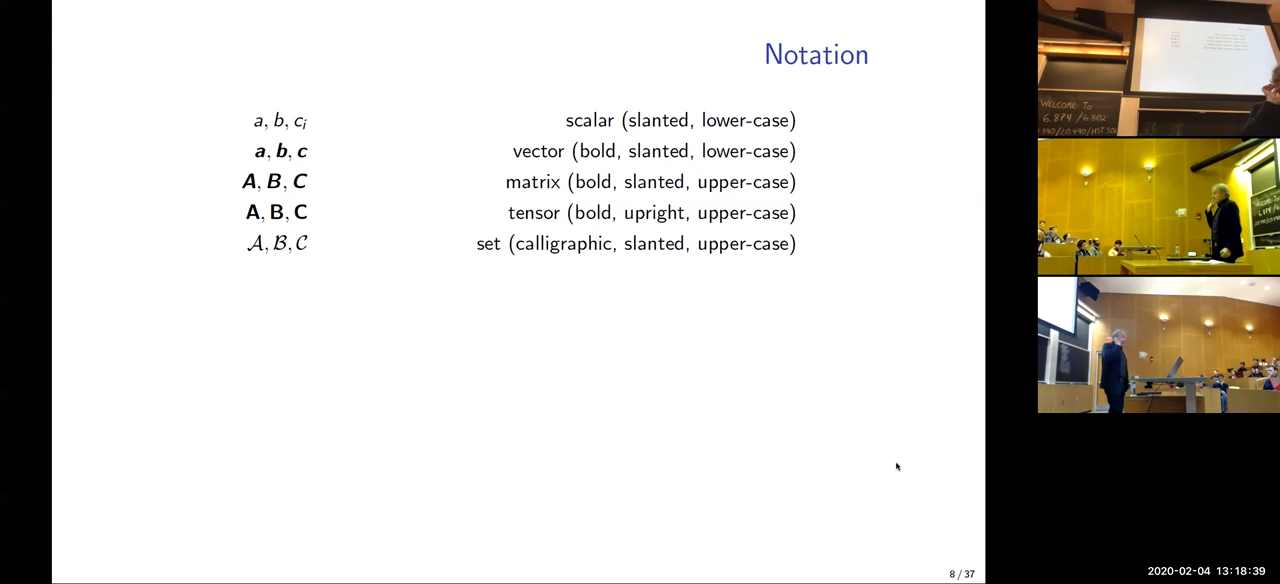 Notation
a, b, cᵢ scalar (slanted, lower-case)
a, b, c vector (bold, slanted, lower-case)
A, B, C matrix (bold, slanted, upper-case)
A, B, C tensor (bold, upright, upper-case)
𝒜, ℬ, 𝒞 set (calligraphic, slanted, upper-case)
8 / 37
WELCOME TO
6.874 / 6.802
2020-02-04 13:18:39